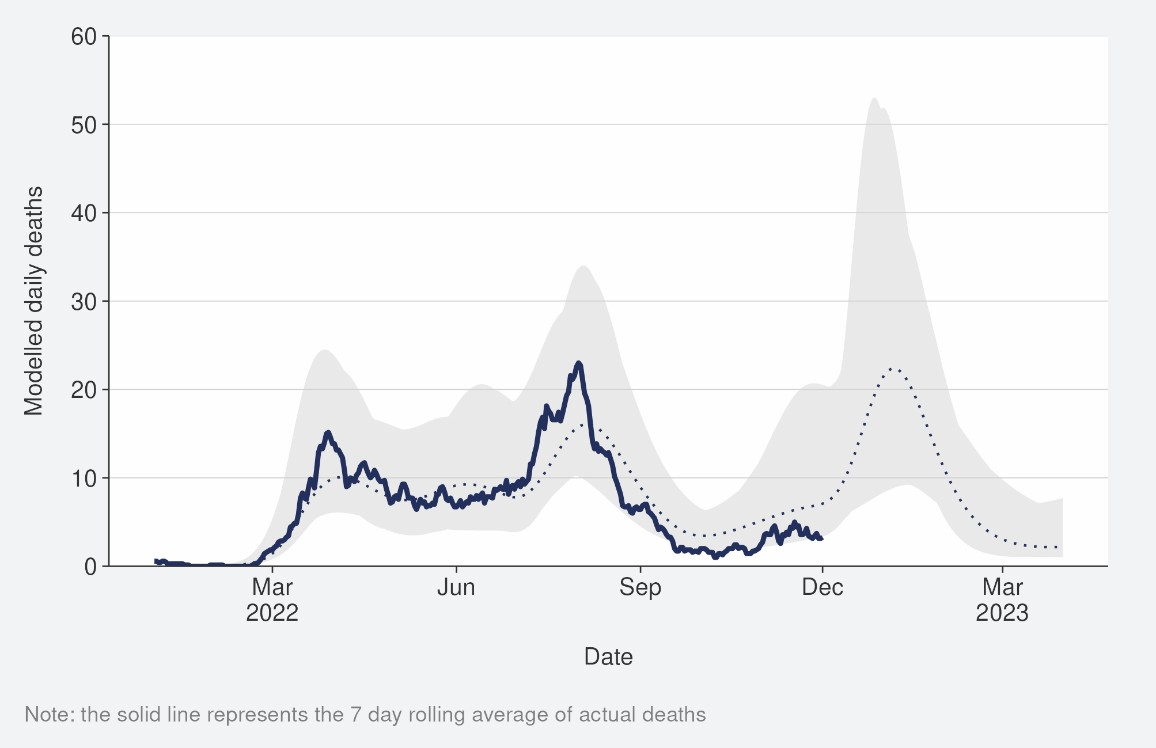 60
50
40
30
20
10
0
Modelled daily deaths
Mar Jun Sep Dec Mar
2022 2023
Date
Note: the solid line represents the 7 day rolling average of actual deaths